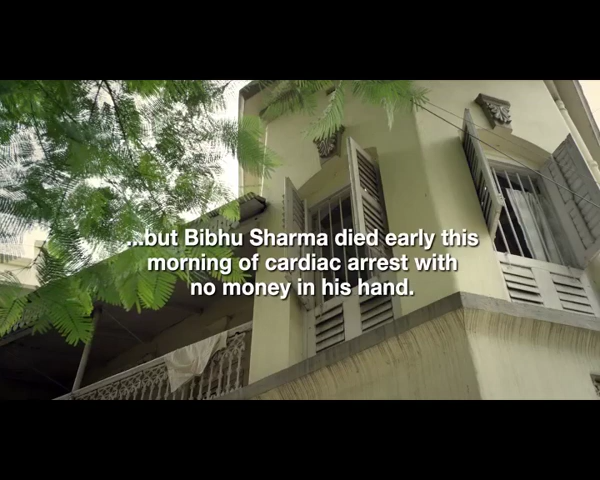 ...but Bibhu Sharma died early this
morning of cardiac arrest with
no money in his hand.